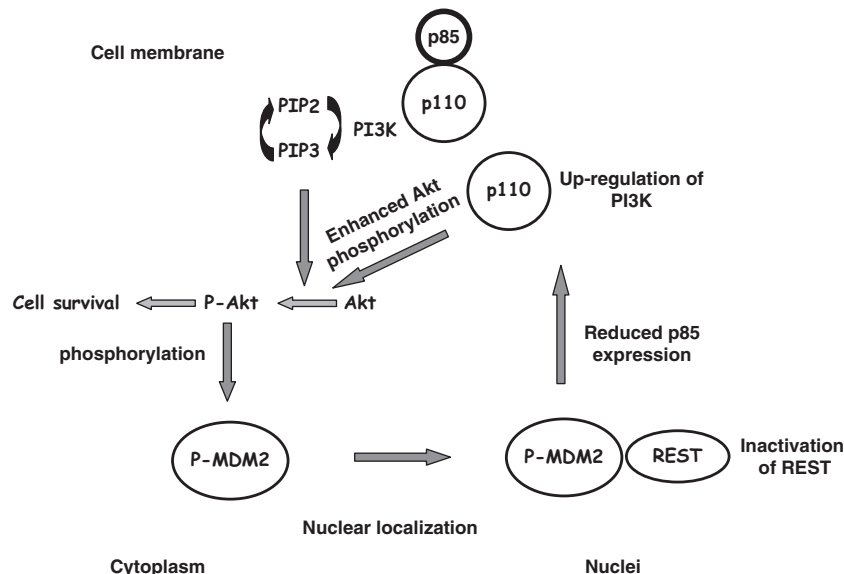 p85
Cell membrane
p110
PIP2
PI3K
PIP3
p110
Up-regulation of
PI3K
Enhanced Akt
phosphorylation
Cell survival
P-Akt
Akt
phosphorylation
Reduced p85
expression
P-MDM2
P-MDM2
REST
Inactivation
of REST
Nuclear localization
Cytoplasm
Nuclei